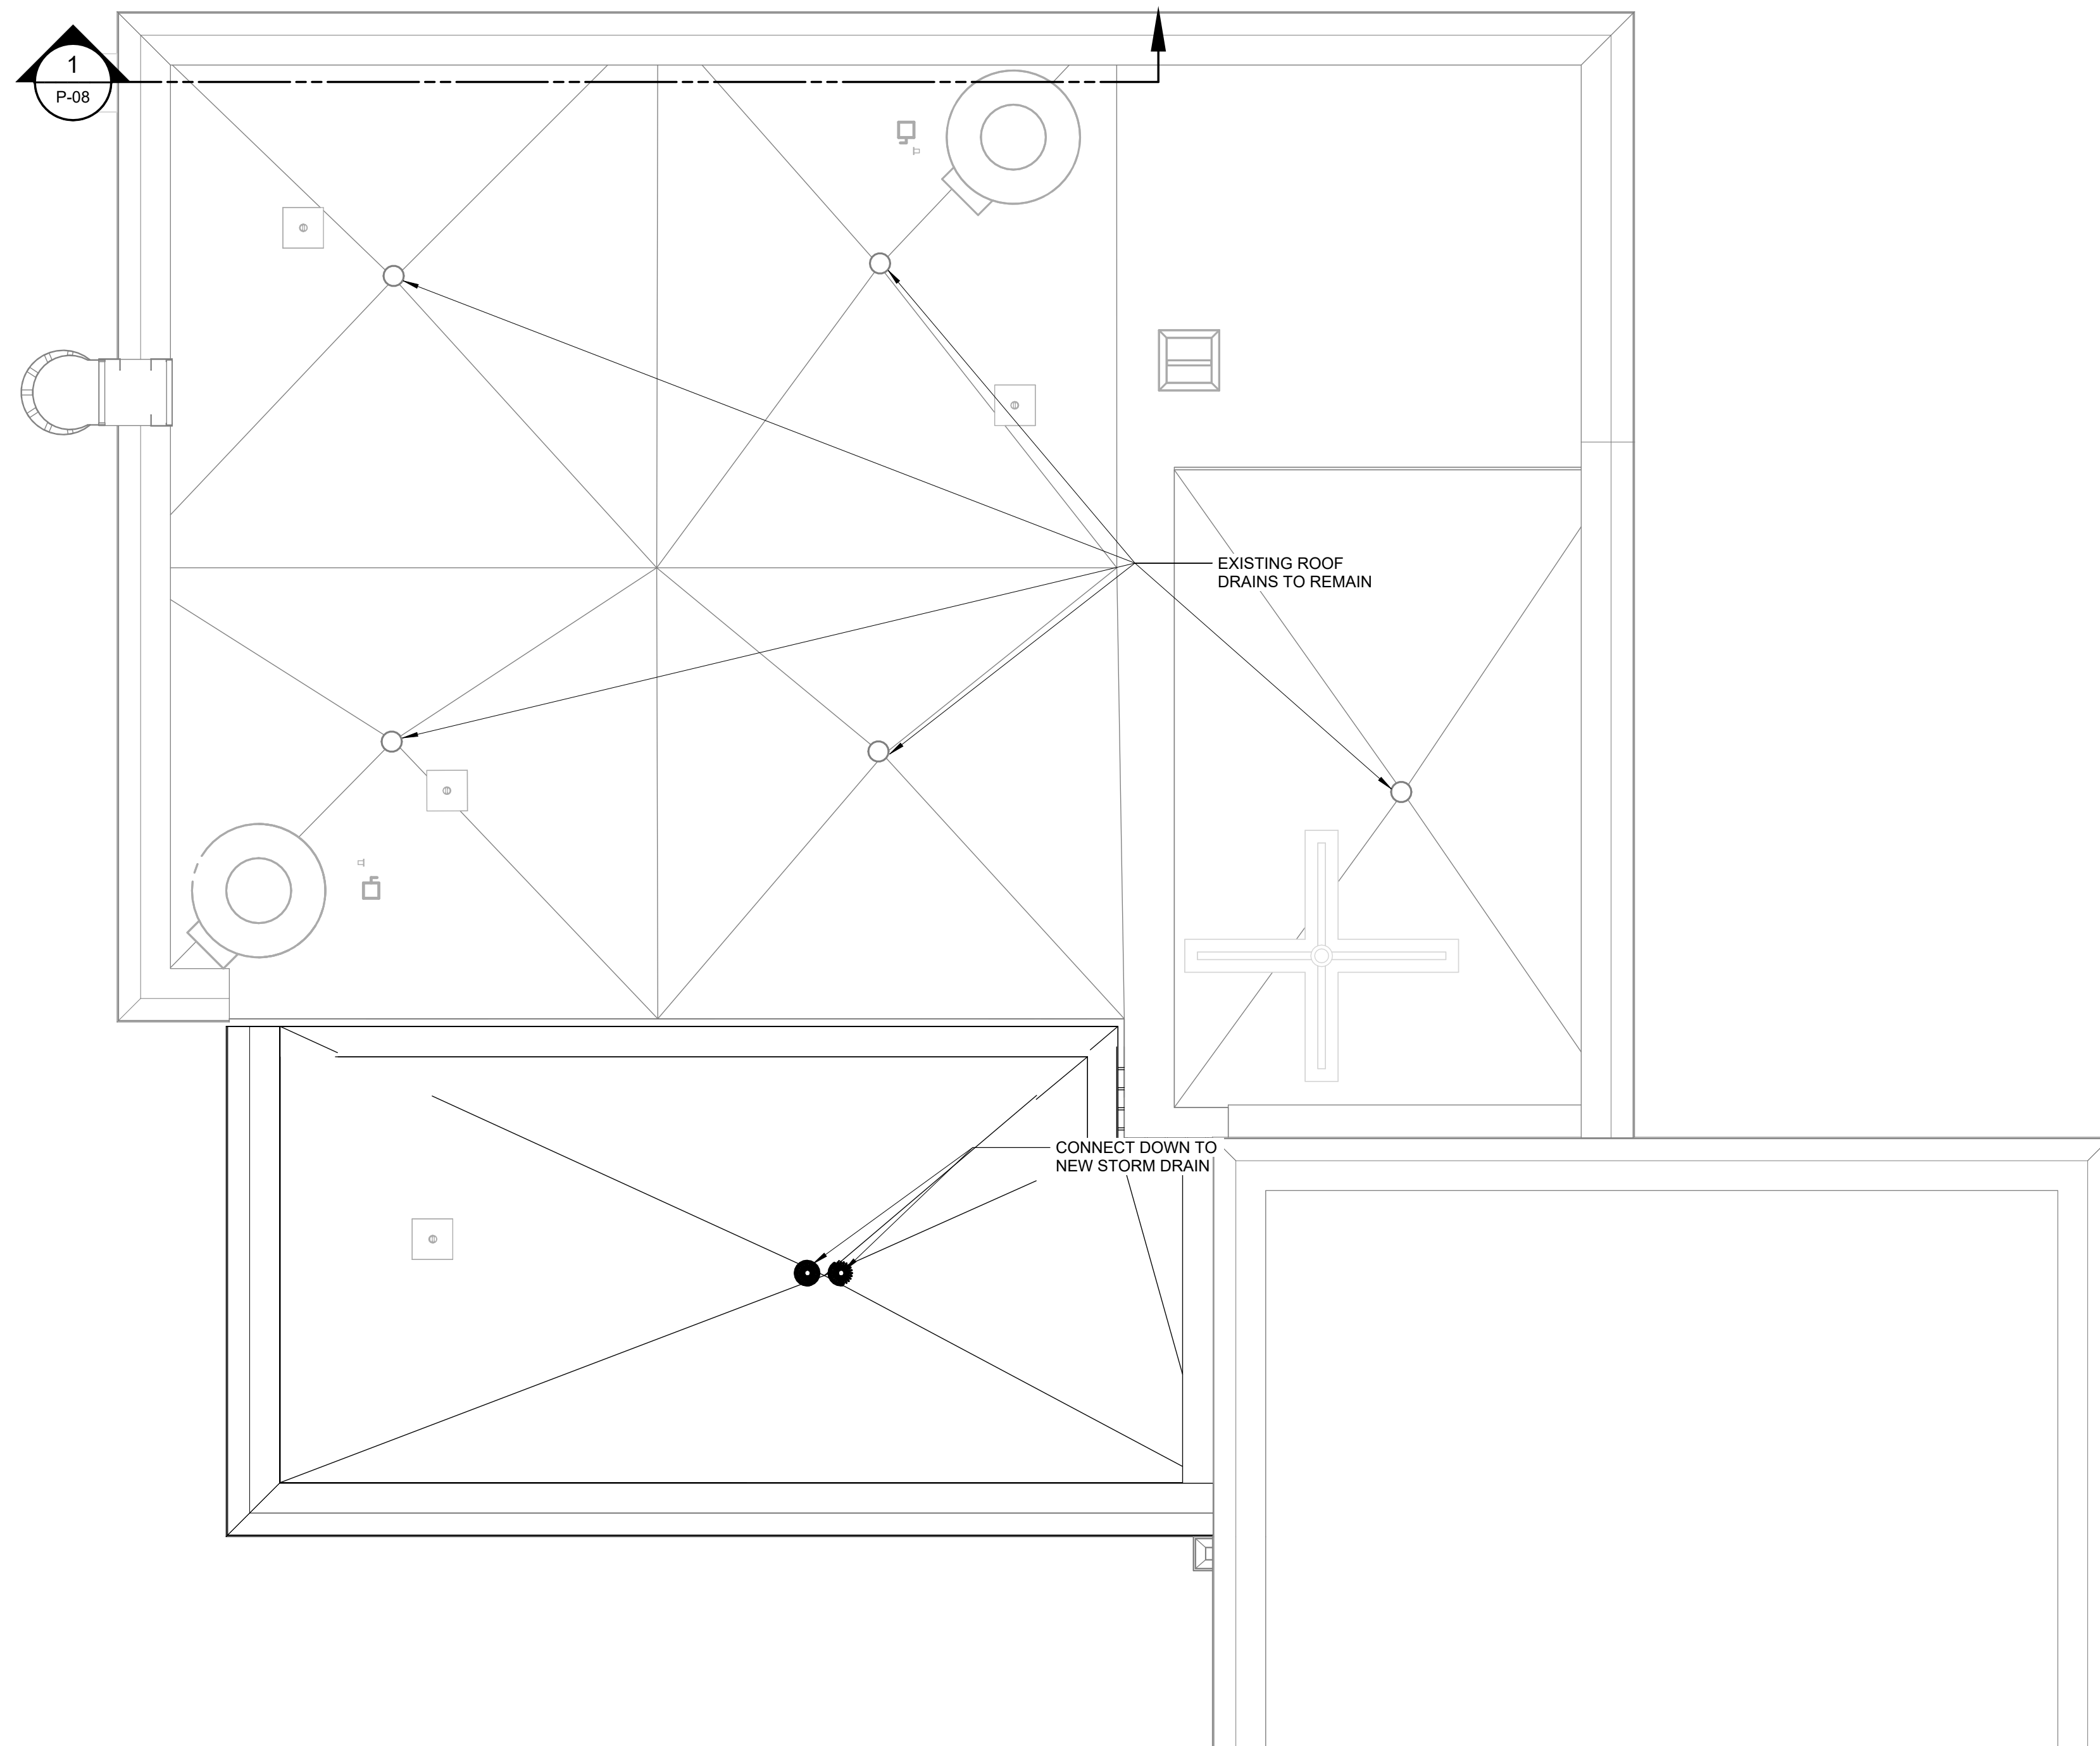 1
P-08
EXISTING ROOF
DRAINS TO REMAIN
CONNECT DOWN TO
NEW STORM DRAIN